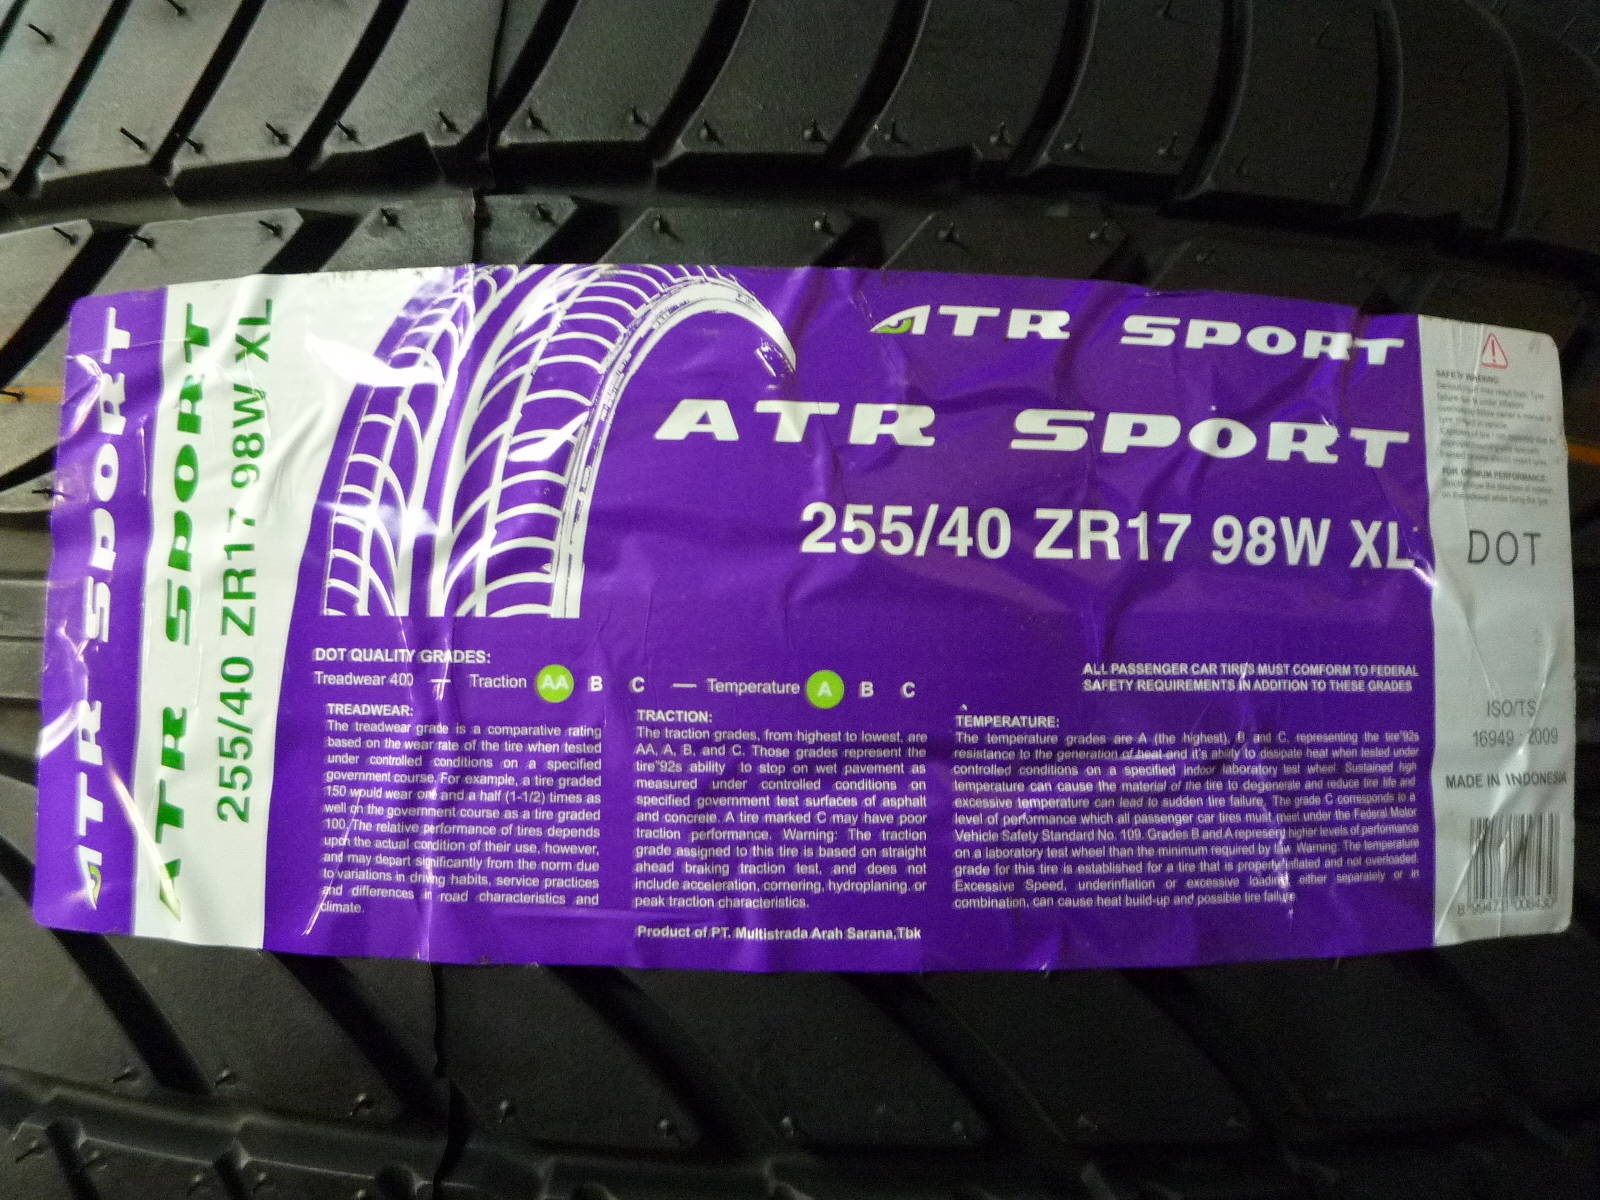 ATR SPORT
ATR SPORT
255/40 ZR17 98W XL
ATR SPORT
ATR SPORT
255/40 ZR17 98W XL
DOT QUALITY GRADES:
Treadwear 400 — Traction AA B C — Temperature A B C
ALL PASSENGER CAR TIRES MUST COMFORM TO FEDERAL
SAFETY REQUIREMENTS IN ADDITION TO THESE GRADES
TREADWEAR:
The treadwear grade is a comparative rating
based on the wear rate of the tire when tested
under controlled conditions on a specified
government course. For example, a tire graded
150 would wear one and a half (1-1/2) times as
well on the government course as a tire graded
100. The relative performance of tires depends
upon the actual condition of their use, however,
and may depart significantly from the norm due
to variations in driving habits, service practices
and differences in road characteristics and
climate.
TRACTION:
The traction grades, from highest to lowest, are
AA, A, B, and C. Those grades represent the
tire"92s ability to stop on wet pavement as
measured under controlled conditions on
specified government test surfaces of asphalt
and concrete. A tire marked C may have poor
traction performance. Warning: The traction
grade assigned to this tire is based on straight
ahead braking traction test, and does not
include acceleration, cornering, hydroplaning, or
peak traction characteristics.
Product of PT. Multistrada Arah Sarana,Tbk
TEMPERATURE:
The temperature grades are A (the highest), B, and C, representing the tire"92s
resistance to the generation of heat and it's ability to dissipate heat when tested under
controlled conditions on a specified indoor laboratory test wheel. Sustained high
temperature can cause the material of the tire to degenerate and reduce tire life and
excessive temperature can lead to sudden tire failure. The grade C corresponds to a
level of performance which all passenger car tires must meet under the Federal Motor
Vehicle Safety Standard No. 109. Grades B and A represent higher levels of performance
on a laboratory test wheel than the minimum required by law. Warning: The temperature
grade for this tire is established for a tire that is properly inflated and not overloaded.
Excessive Speed, underinflation or excessive loading, either separately or in
combination, can cause heat build-up and possible tire failure.
SAFETY WARNING:
DOT
ISO/TS
16949 : 2009
MADE IN INDONESIA